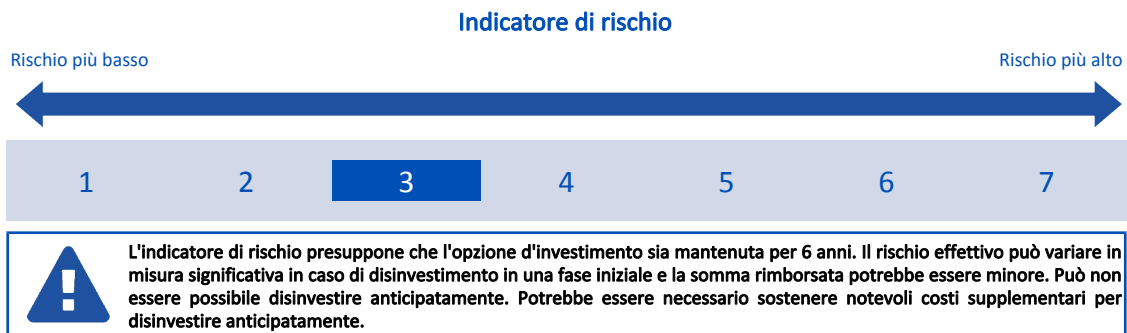 Indicatore di rischio
Rischio più basso
Rischio più alto
1 2 3 4 5 6 7
L'indicatore di rischio presuppone che l'opzione d'investimento sia mantenuta per 6 anni. Il rischio effettivo può variare in
misura significativa in caso di disinvestimento in una fase iniziale e la somma rimborsata potrebbe essere minore. Può non
essere possibile disinvestire anticipatamente. Potrebbe essere necessario sostenere notevoli costi supplementari per
disinvestire anticipatamente.